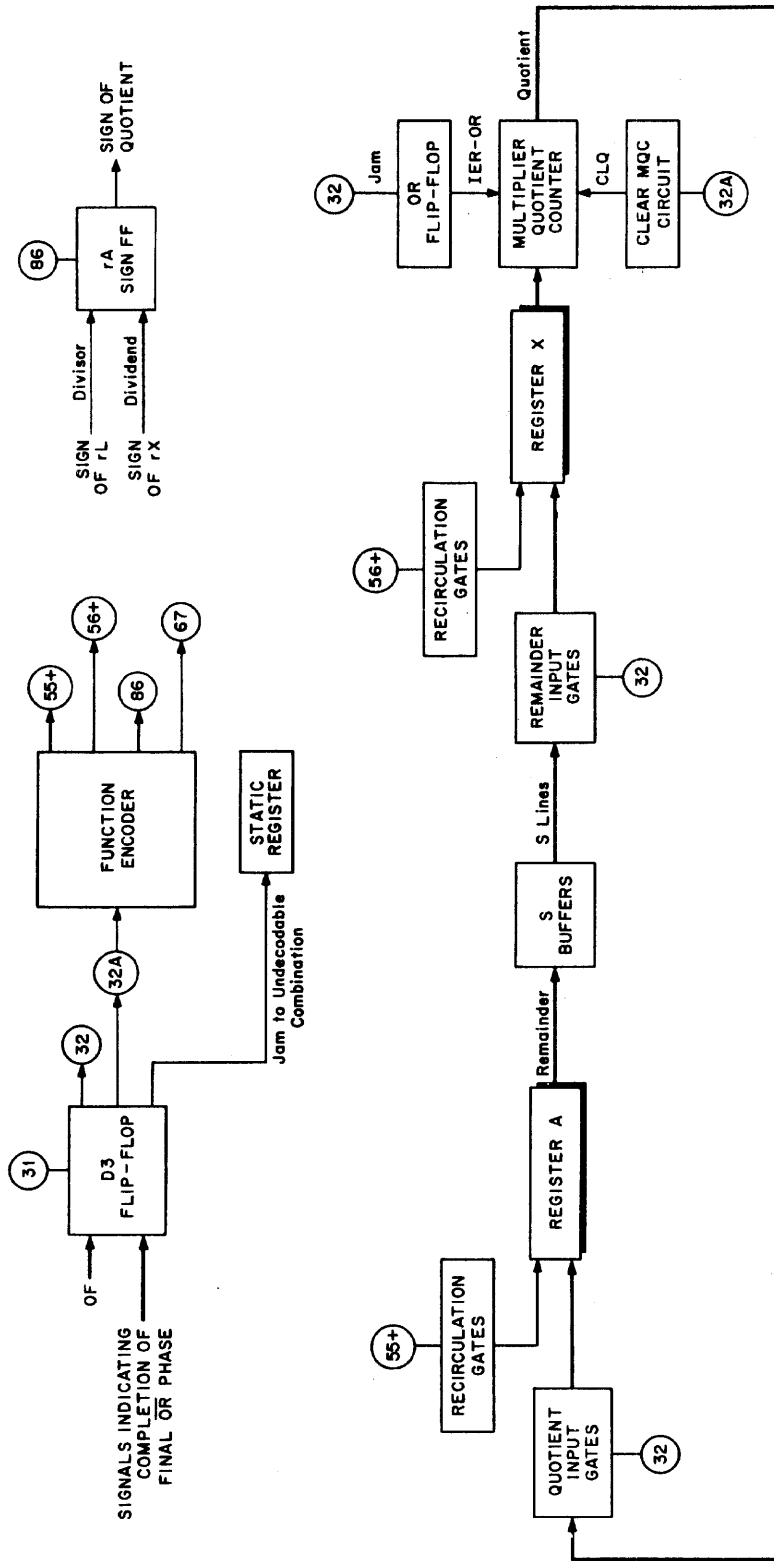 31
OF
SIGNALS INDICATING
COMPLETION OF
FINAL O̅R̅ PHASE
D3
FLIP-FLOP
32
32A
FUNCTION
ENCODER
55+
56+
86
67
Jam to Undecodable
Combination
STATIC
REGISTER
86
SIGN
OF rL
Divisor
SIGN
OF rX
Dividend
rA
SIGN FF
SIGN OF
QUOTIENT
55+
RECIRCULATION
GATES
QUOTIENT
INPUT
GATES
32
REGISTER A
Remainder
S
BUFFERS
S Lines
REMAINDER
INPUT
GATES
32
56+
RECIRCULATION
GATES
REGISTER X
32
Jam
OR
FLIP-FLOP
IER-OR
MULTIPLIER
QUOTIENT
COUNTER
Quotient
CLQ
CLEAR MQC
CIRCUIT
32A